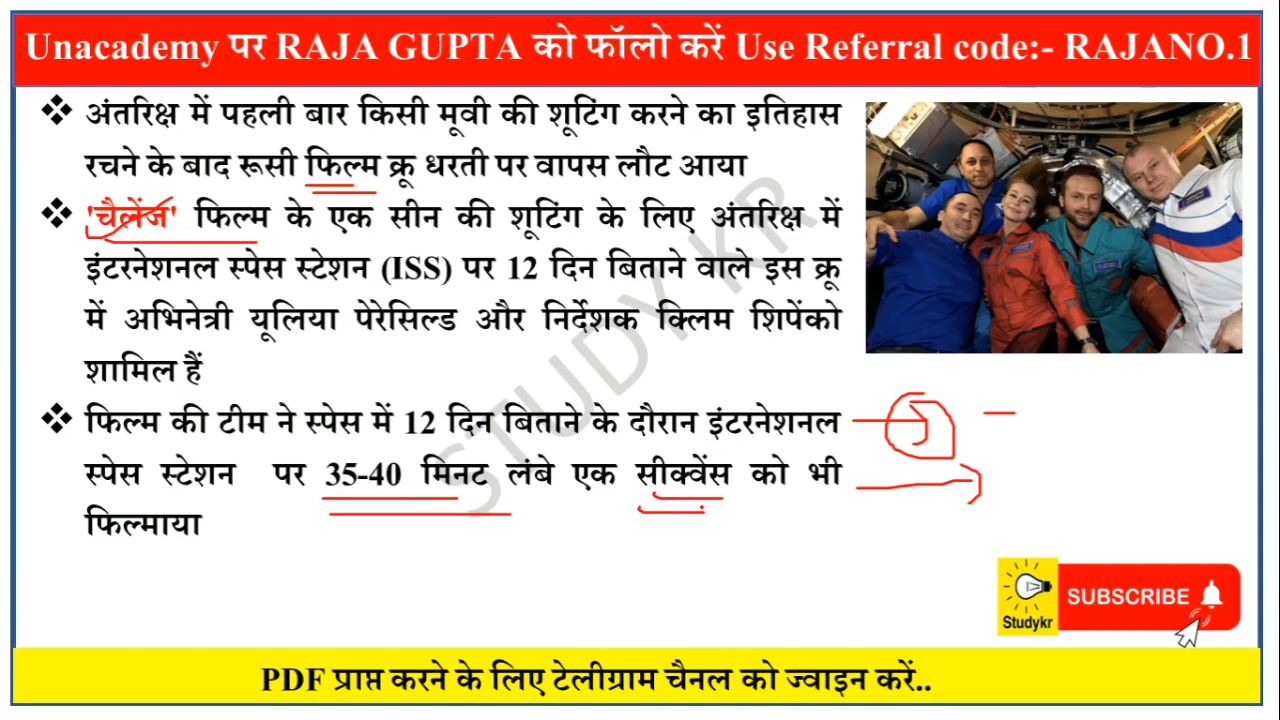 Unacademy पर RAJA GUPTA को फॉलो करें Use Referral code:- RAJANO.1
❖ अंतरिक्ष में पहली बार किसी मूवी की शूटिंग करने का इतिहास
रचने के बाद रूसी फिल्म क्रू धरती पर वापस लौट आया
❖ 'चैलेंज' फिल्म के एक सीन की शूटिंग के लिए अंतरिक्ष में
इंटरनेशनल स्पेस स्टेशन (ISS) पर 12 दिन बिताने वाले इस क्रू
में अभिनेत्री यूलिया पेरेसिल्ड और निर्देशक क्लिम शिपेंको
शामिल हैं
❖ फिल्म की टीम ने स्पेस में 12 दिन बिताने के दौरान इंटरनेशनल
स्पेस स्टेशन पर 35-40 मिनट लंबे एक सीक्वेंस को भी
फिल्माया
STUDY KR
Studykr
SUBSCRIBE
PDF प्राप्त करने के लिए टेलीग्राम चैनल को ज्वाइन करें..